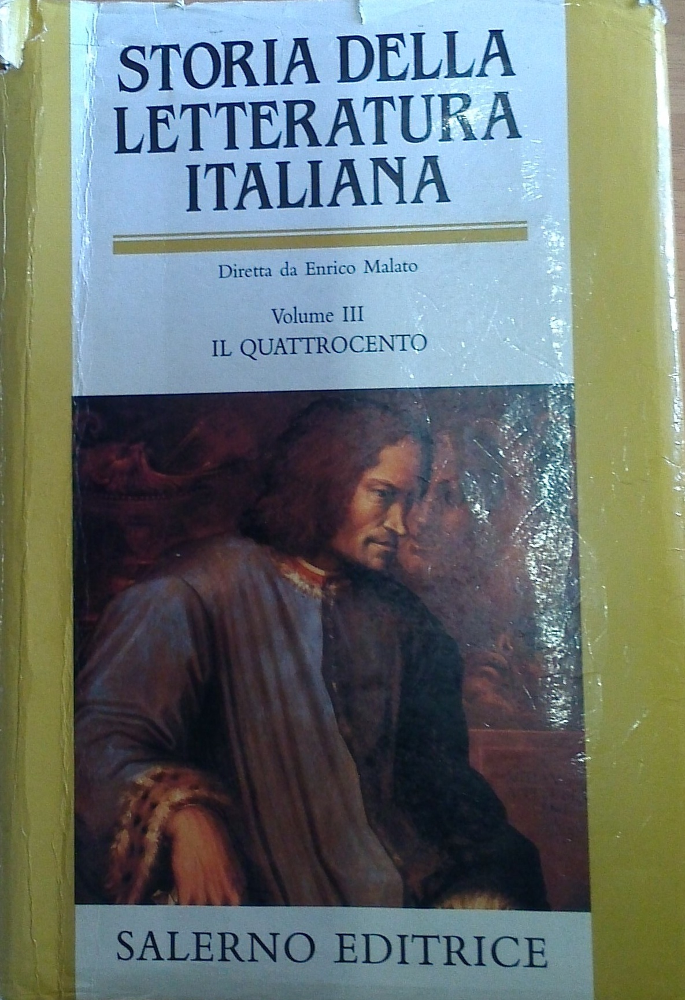 STORIA DELLA
LETTERATURA
ITALIANA
Diretta da Enrico Malato
Volume III
IL QUATTROCENTO
SALERNO EDITRICE